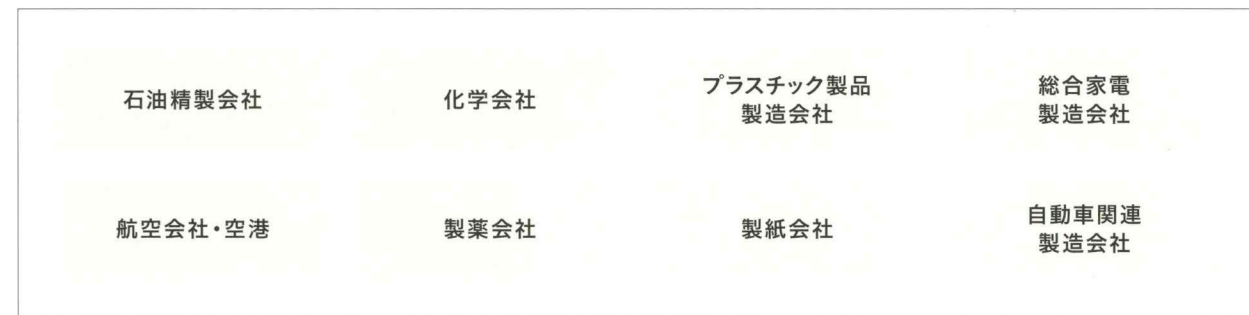 石油精製会社
化学会社
プラスチック製品
製造会社
総合家電
製造会社
航空会社・空港
製薬会社
製紙会社
自動車関連
製造会社